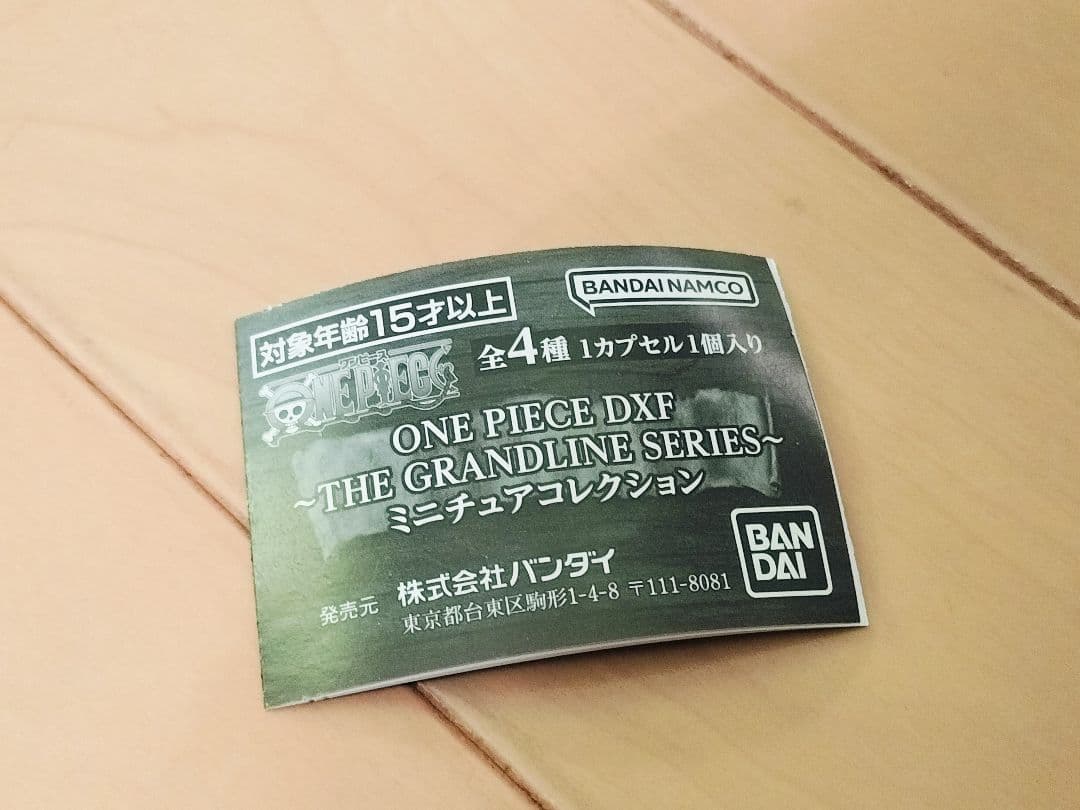 対象年齢15才以上
BANDAI NAMCO
全4種 1カプセル1個入り
ワンピース
ONE PIECE
ONE PIECE DXF
~THE GRANDLINE SERIES~
ミニチュアコレクション
発売元 株式会社バンダイ
東京都台東区駒形1-4-8 〒111-8081
BAN
DAI